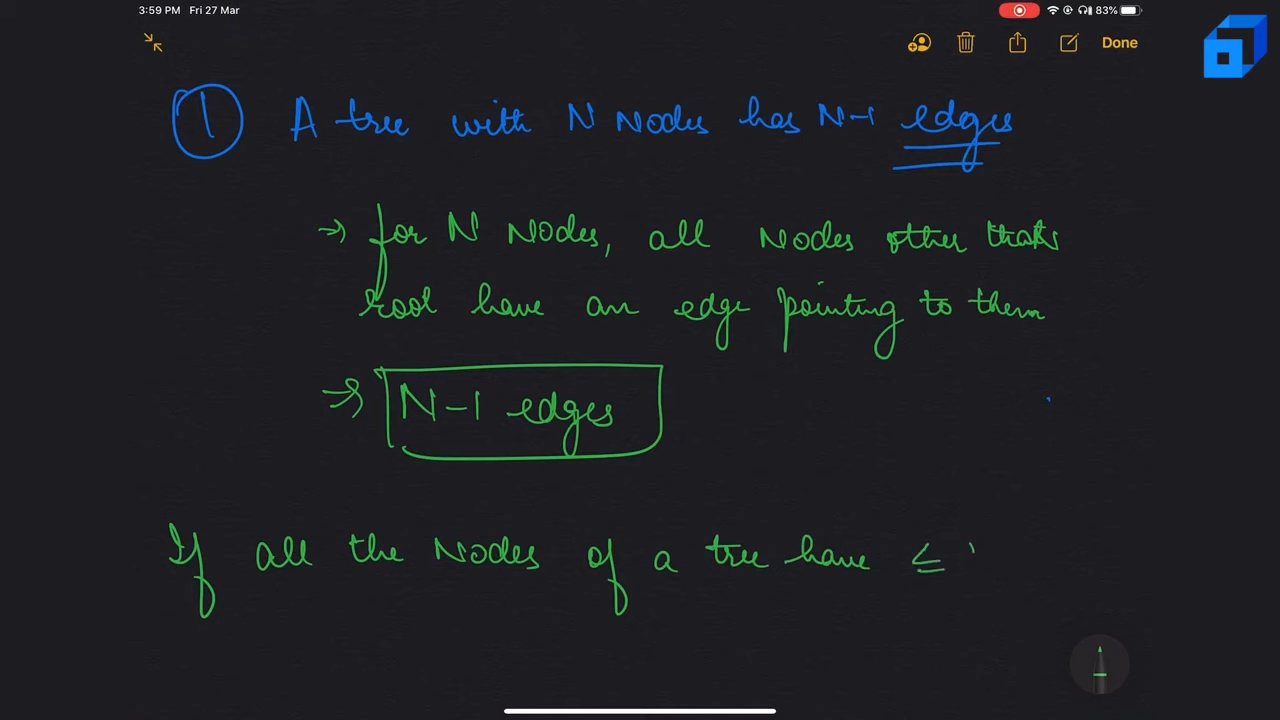 3:59 PM Fri 27 Mar
83%
Done
1 A tree with N Nodes has N-1 edges
→ for N Nodes, all Nodes other than
root have an edge pointing to them
→ N-1 edges
If all the Nodes of a tree have ≤